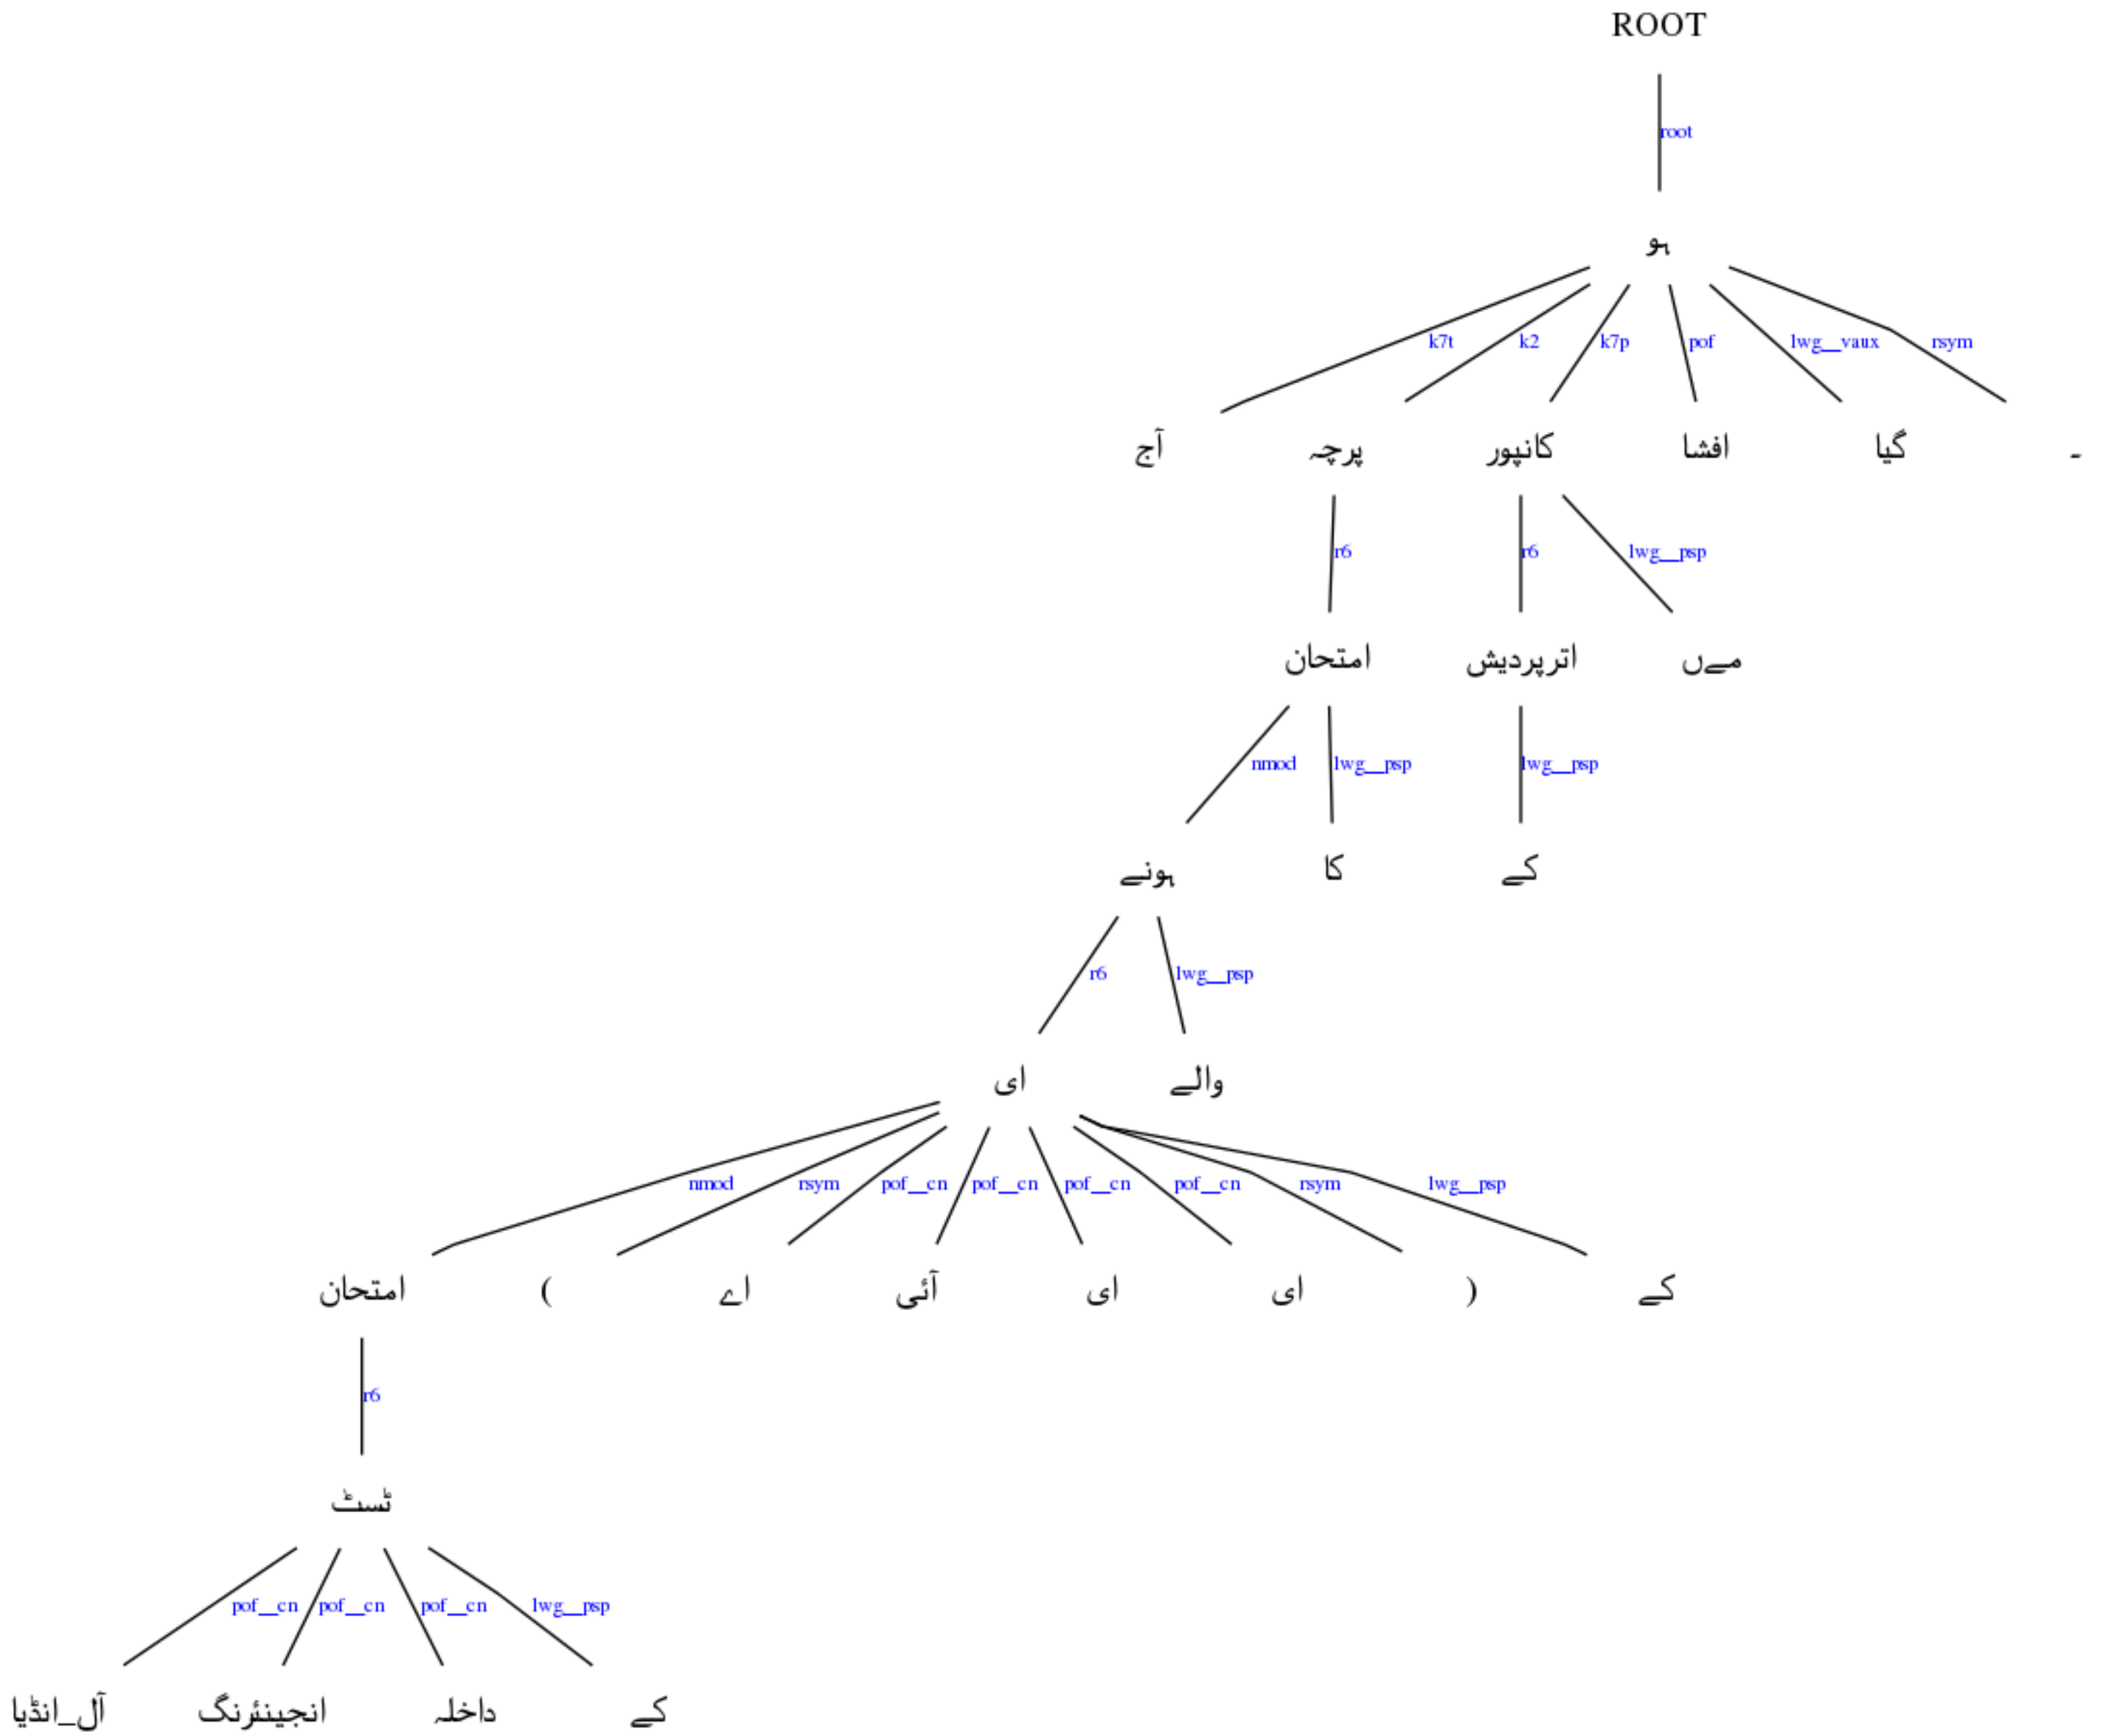 ROOT
root
ہو
k7t k2 k7p pof lwg__vaux rsym
آج پرچہ کانپور افشا گیا ۔
r6 r6 lwg__psp
امتحان اترپردیش مےں
nmod lwg__psp lwg__psp
ہونے کا کے
r6 lwg__psp
ای والے
nmod rsym pof__cn pof__cn pof__cn pof__cn rsym lwg__psp
امتحان ( اے آئی ای ای ) کے
r6
ٹسٹ
pof__cn pof__cn pof__cn lwg__psp
آل_انڈیا انجینئرنگ داخلہ کے